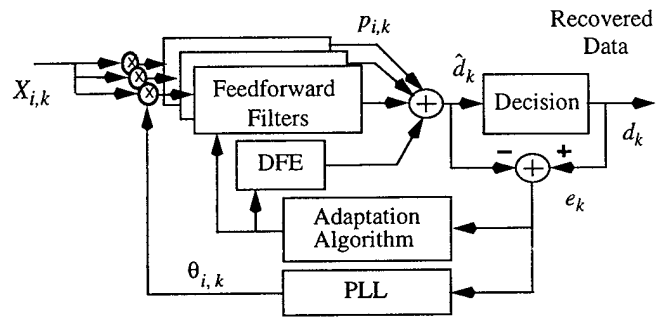 Recovered
Data
p_{i,k}
X_{i,k}
Feedforward
Filters
\hat{d}_k
Decision
d_k
DFE
e_k
Adaptation
Algorithm
θ_{i,k}
PLL